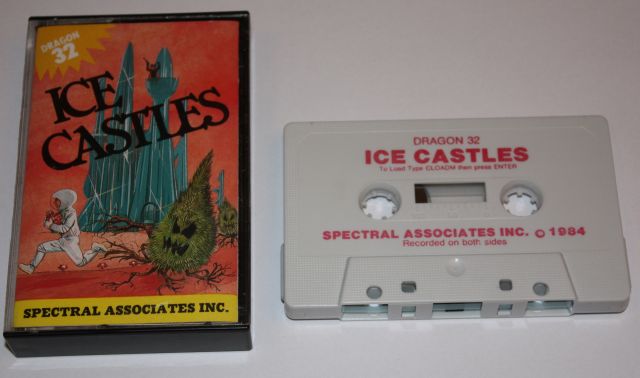 DRAGON
32
ICE
CASTLES
SPECTRAL ASSOCIATES INC.
DRAGON 32
ICE CASTLES
To Load Type CLOADM then press ENTER
SPECTRAL ASSOCIATES INC. © 1984
Recorded on both sides